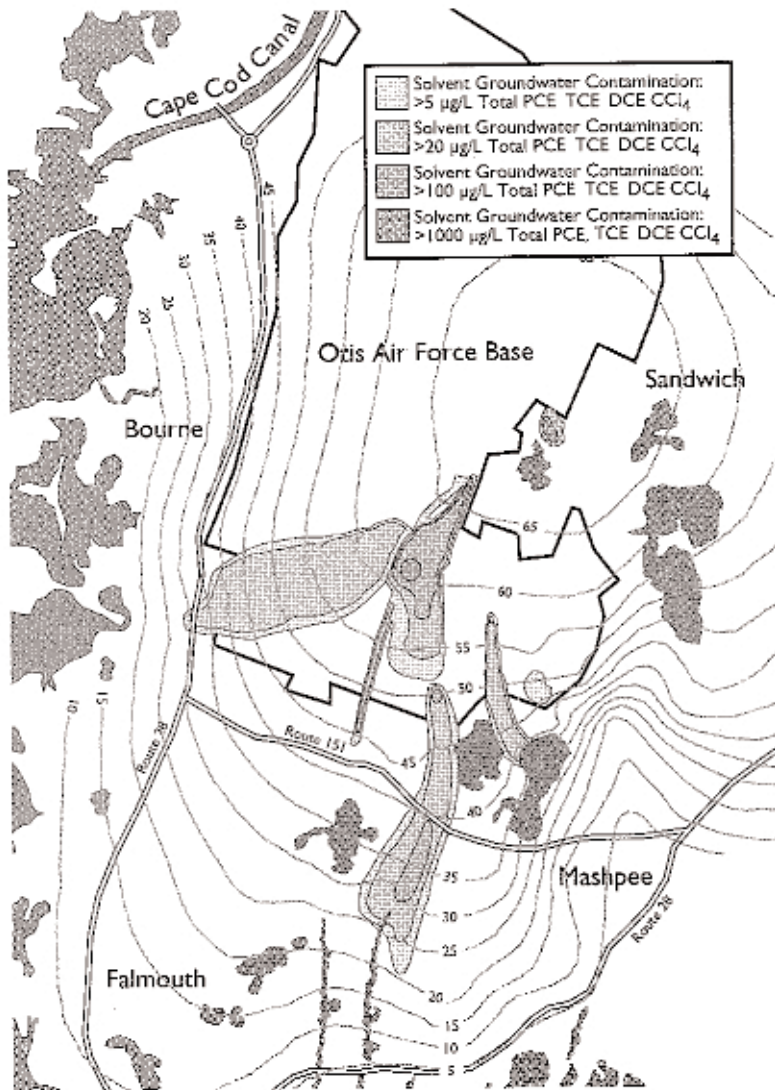 Cape Cod Canal
Solvent Groundwater Contamination:
>5 µg/L Total PCE TCE DCE CCl₄
Solvent Groundwater Contamination:
>20 µg/L Total PCE TCE DCE CCl₄
Solvent Groundwater Contamination:
>100 µg/L Total PCE TCE DCE CCl₄
Solvent Groundwater Contamination:
>1000 µg/L Total PCE, TCE DCE CCl₄
45
40
35
30
25
20
Otis Air Force Base
Sandwich
Bourne
65
60
55
50
10
15
Route 28
Route 151
45
40
35
Mashpee
30
25
Route 28
Falmouth
20
15
10
5